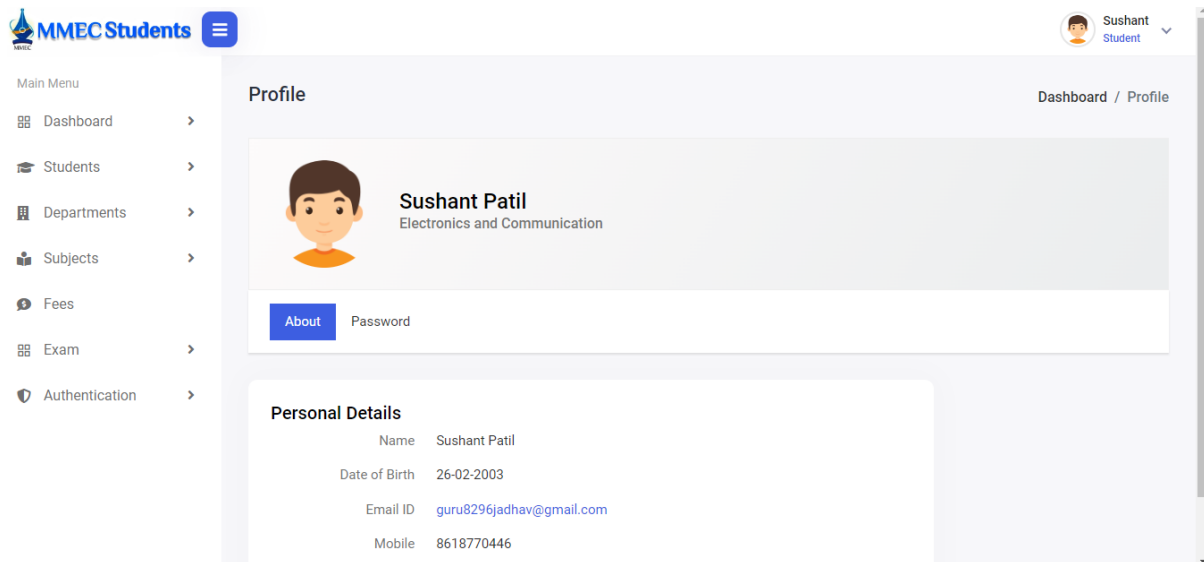 MMEC
MMEC Students
Sushant
Student
Main Menu
Dashboard
Students
Departments
Subjects
Fees
Exam
Authentication
Profile
Dashboard / Profile
Sushant Patil
Electronics and Communication
About Password
Personal Details
Name Sushant Patil
Date of Birth 26-02-2003
Email ID guru8296jadhav@gmail.com
Mobile 8618770446